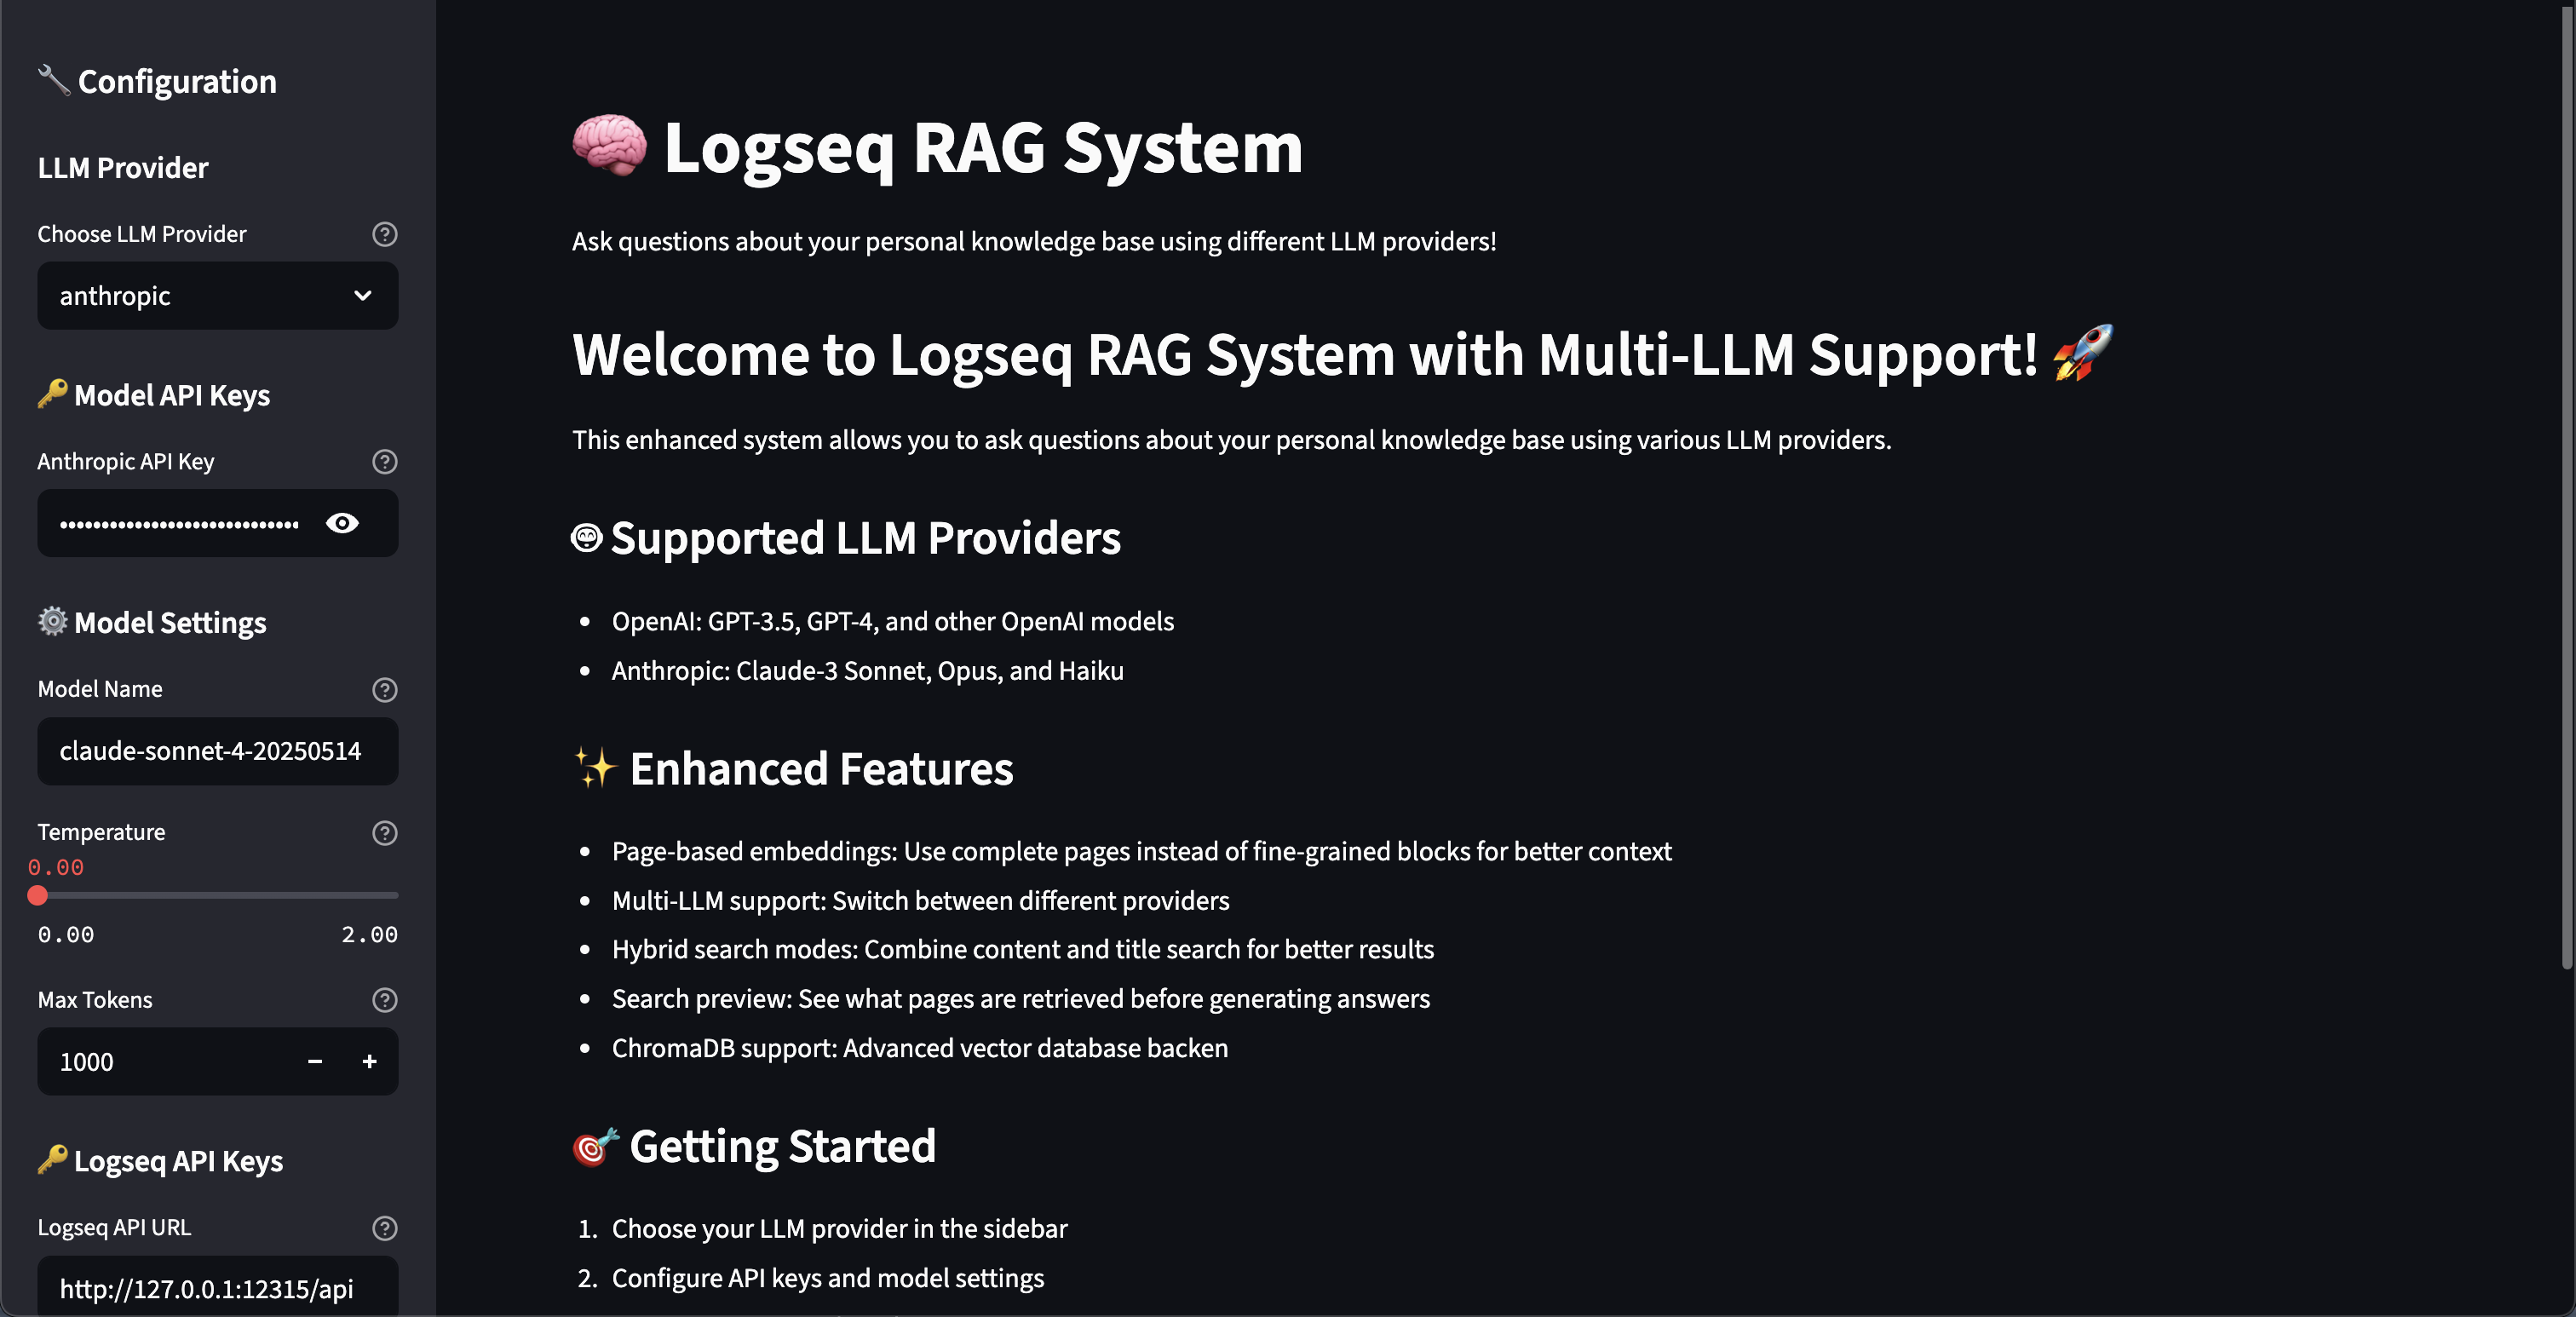 Configuration
LLM Provider
Choose LLM Provider
anthropic
Model API Keys
Anthropic API Key
Model Settings
Model Name
claude-sonnet-4-20250514
Temperature
0.00
0.00 2.00
Max Tokens
1000
Logseq API Keys
Logseq API URL
http://127.0.0.1:12315/api
Logseq RAG System
Ask questions about your personal knowledge base using different LLM providers!
Welcome to Logseq RAG System with Multi-LLM Support!
This enhanced system allows you to ask questions about your personal knowledge base using various LLM providers.
Supported LLM Providers
• OpenAI: GPT-3.5, GPT-4, and other OpenAI models
• Anthropic: Claude-3 Sonnet, Opus, and Haiku
Enhanced Features
• Page-based embeddings: Use complete pages instead of fine-grained blocks for better context
• Multi-LLM support: Switch between different providers
• Hybrid search modes: Combine content and title search for better results
• Search preview: See what pages are retrieved before generating answers
• ChromaDB support: Advanced vector database backen
Getting Started
1. Choose your LLM provider in the sidebar
2. Configure API keys and model settings